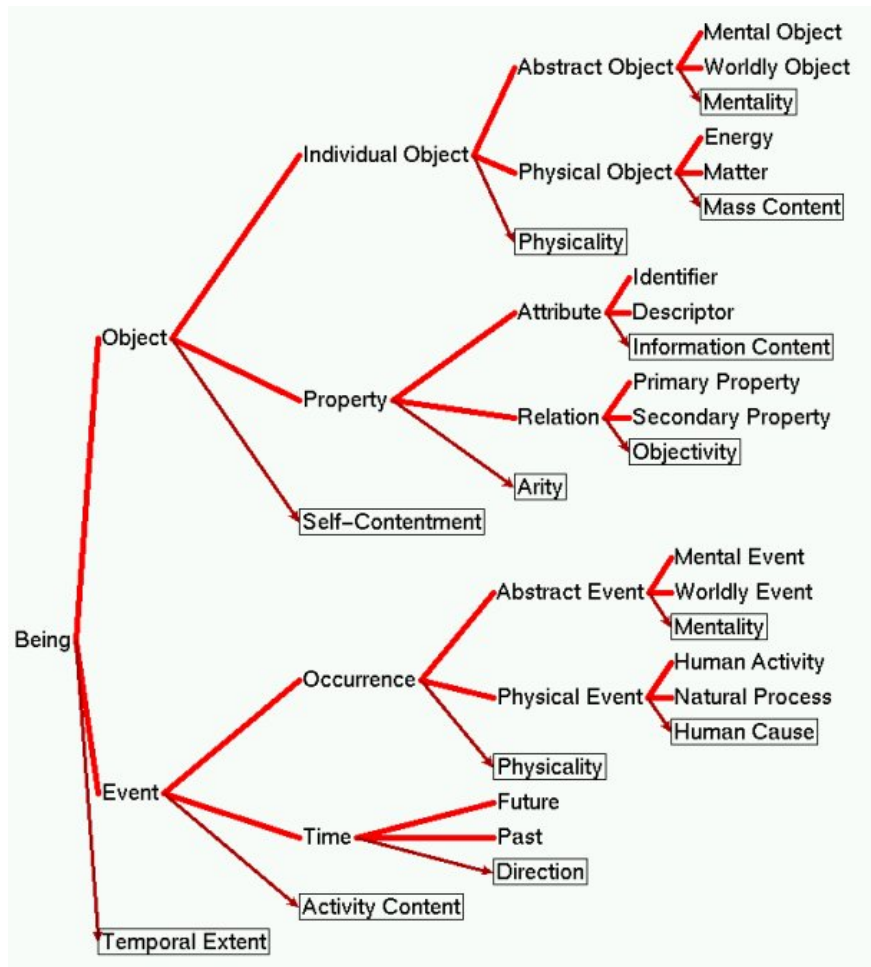 Mental Object
Abstract Object
Worldly Object
Mentality
Individual Object
Energy
Physical Object
Matter
Mass Content
Physicality
Identifier
Attribute
Descriptor
Object
Information Content
Primary Property
Property
Relation
Secondary Property
Objectivity
Arity
Self-Contentment
Mental Event
Abstract Event
Worldly Event
Mentality
Being
Human Activity
Occurrence
Physical Event
Natural Process
Human Cause
Physicality
Event
Future
Time
Past
Direction
Activity Content
Temporal Extent